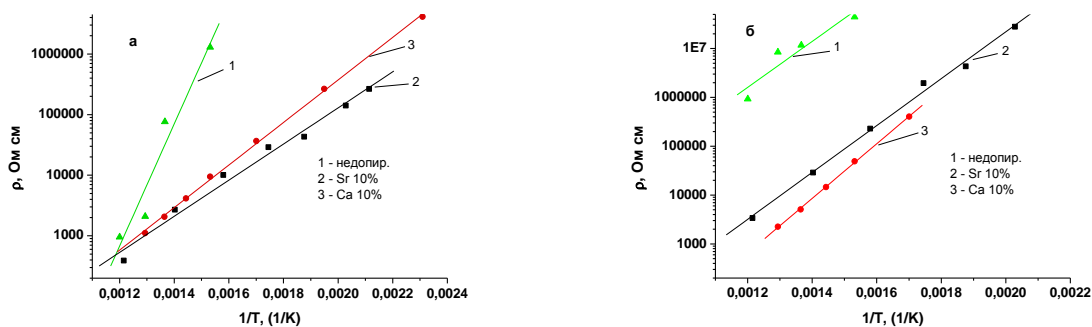 а
ρ, Ом см
1000000
100000
10000
1000
1
3
2
1 - недопир.
2 - Sr 10%
3 - Ca 10%
0,0012 0,0014 0,0016 0,0018 0,0020 0,0022 0,0024
1/T, (1/K)
б
ρ, Ом см
1E7
1000000
100000
10000
1000
1
2
3
1 - недопир.
2 - Sr 10%
3 - Ca 10%
0,0012 0,0014 0,0016 0,0018 0,0020 0,0022
1/T, (1/K)